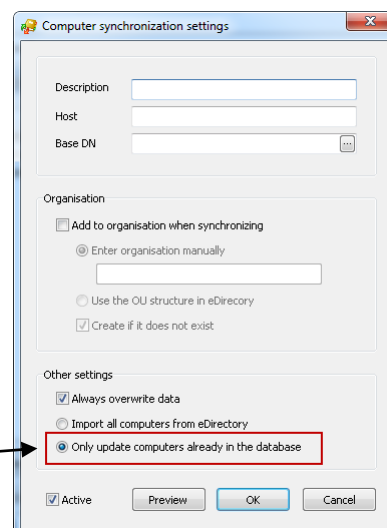 Computer synchronization settings
Description
Host
Base DN
...
Organisation
Add to organisation when synchronizing
Enter organisation manually
Use the OU structure in eDirecory
Create if it does not exist
Other settings
Always overwrite data
Import all computers from eDirectory
Only update computers already in the database
Active
Preview
OK
Cancel